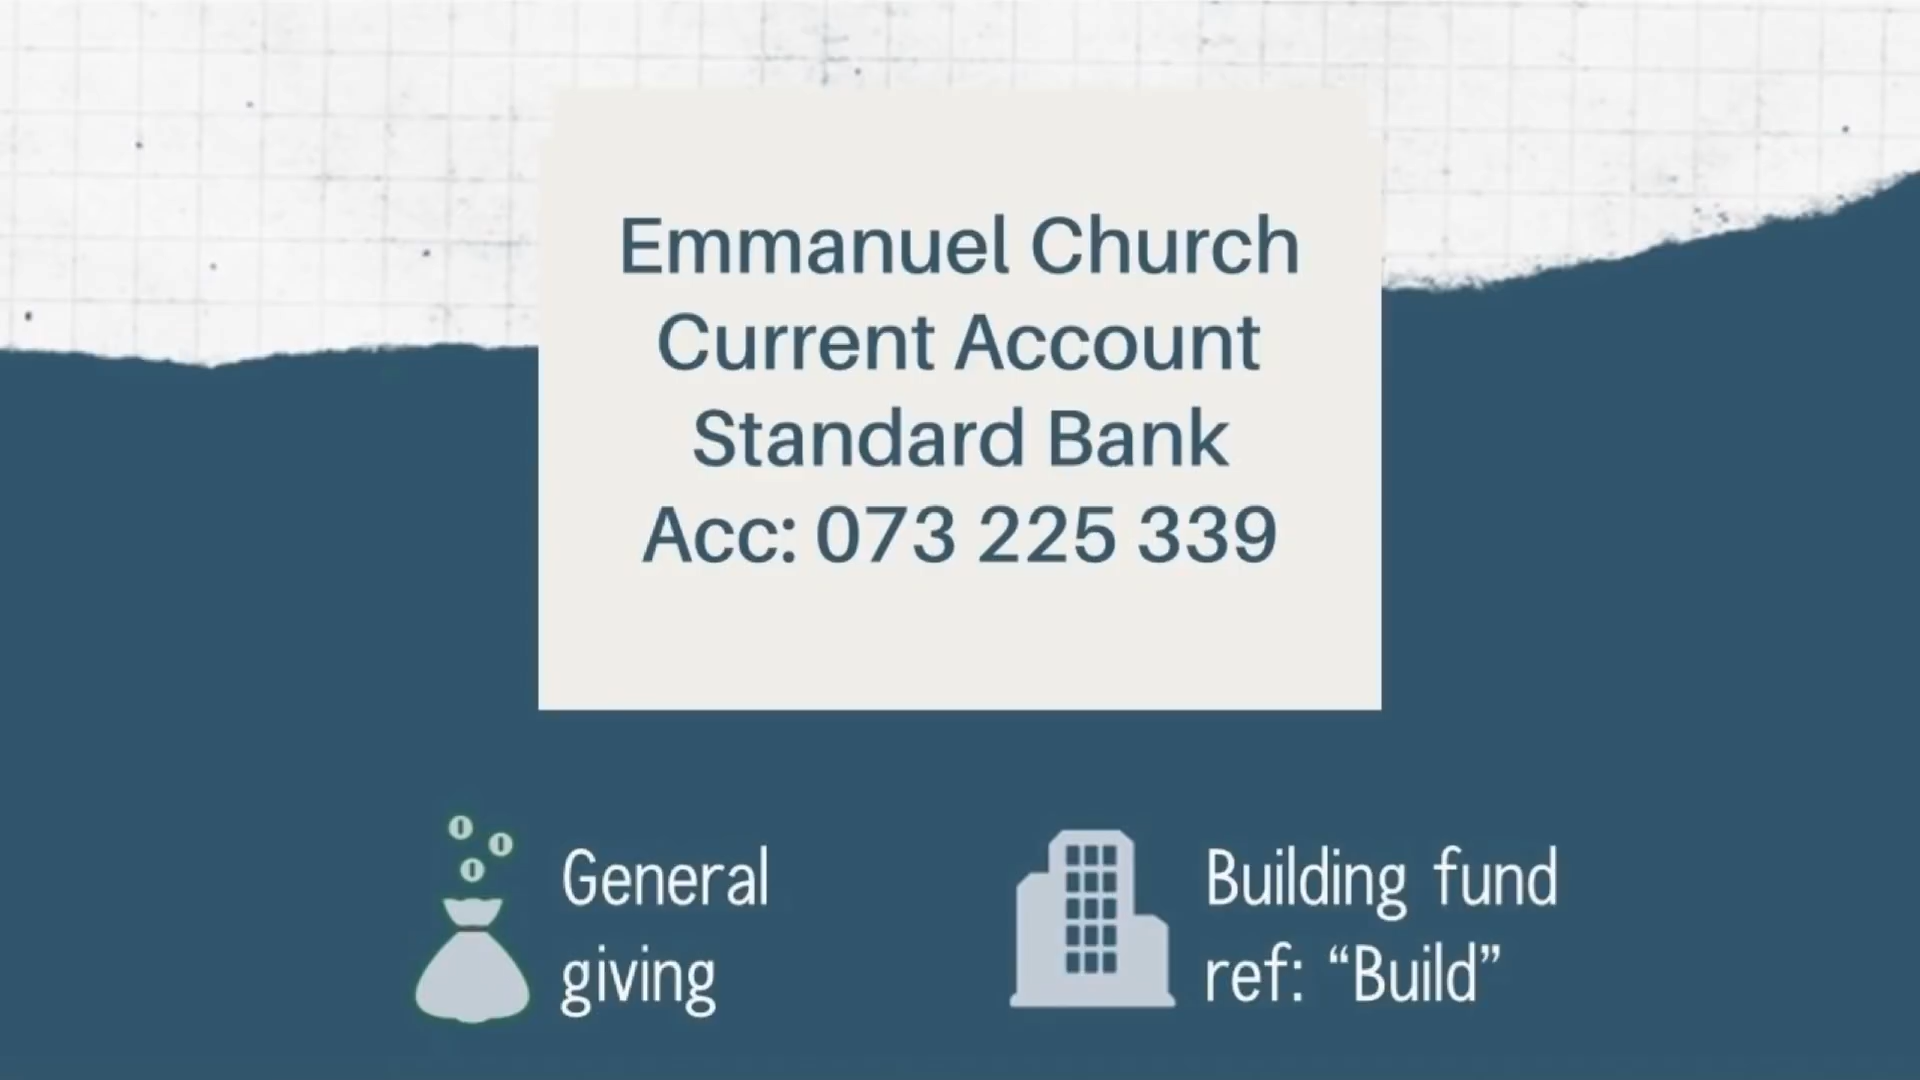 Emmanuel Church
Current Account
Standard Bank
Acc: 073 225 339
General
giving
Building fund
ref: “Build”